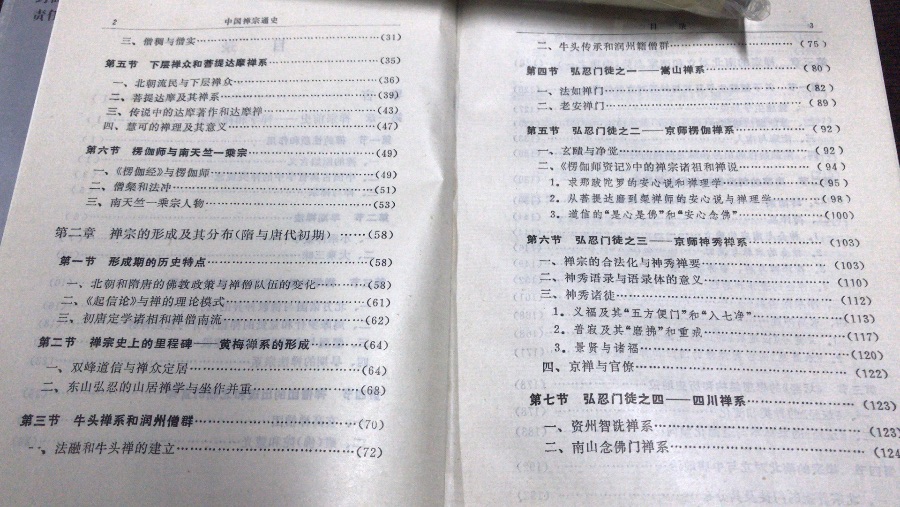 2 中国禅宗通史
三、僧稠与僧实……………………(31)
第五节 下层禅众和菩提达摩禅系……………………(35)
一、北朝流民与下层禅众……………………(36)
二、菩提达摩及其禅系……………………(39)
三、传说中的达摩著作和达摩禅……………………(43)
四、慧可的禅理及其意义……………………(47)
第六节 楞伽师与南天竺一乘宗……………………(49)
一、《楞伽经》与楞伽师……………………(49)
二、僧粲和法冲……………………(51)
三、南天竺一乘宗人物……………………(53)
第二章 禅宗的形成及其分布(隋与唐代初期)……(58)
第一节 形成期的历史特点……………………(58)
一、北朝和隋唐的佛教政策与禅僧队伍的变化………(58)
二、《起信论》与禅的理论模式……………………(61)
三、初唐定学诸相和禅僧南流……………………(62)
第二节 禅宗史上的里程碑——黄梅禅系的形成………(64)
一、双峰道信与禅众定居……………………(64)
二、东山弘忍的山居禅学与坐作并重……………………(68)
第三节 牛头禅系和润州僧群……………………(70)
一、法融和牛头禅的建立……………………(72)
目录 3
二、牛头传承和润州籍僧群……………………(75)
第四节 弘忍门徒之一——嵩山禅系……………………(80)
一、法如禅门……………………(82)
二、老安禅门……………………(89)
第五节 弘忍门徒之二——京师楞伽禅系……………………(92)
一、玄赜与净觉……………………(92)
二、《楞伽师资记》中的禅宗诸祖和禅说……………………(94)
1. 求那跋陀罗的安心说和禅理学……………………(95)
2. 从菩提达磨到粲禅师的安心说与禅理学…………(98)
3. 道信的“是心是佛”和“安心念佛”……………………(100)
第六节 弘忍门徒之三——京师神秀禅系……………………(103)
一、禅宗的合法化与神秀禅要……………………(103)
二、神秀语录与语录体的意义……………………(110)
三、神秀诸徒……………………(112)
1. 义福及其“五方便门”和“入七净”……………………(113)
2. 普寂及其“磨拂”和重戒……………………(117)
3. 景贤与诸福……………………(120)
四、京禅与官僚……………………(122)
第七节 弘忍门徒之四——四川禅系……………………(123)
一、资州智诜禅系……………………(123)
二、南山念佛门禅系……………………(124